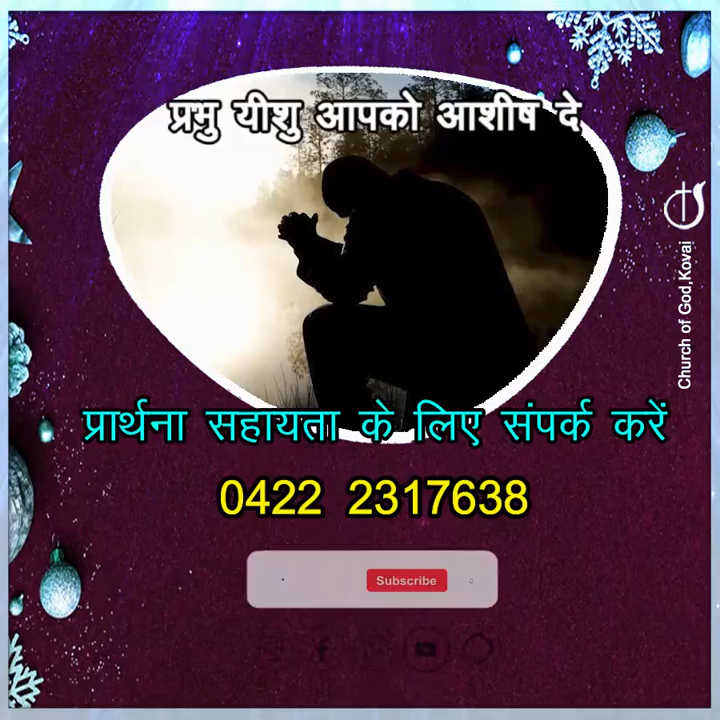 प्रभु यीशु आपको आशीष दे
Church of God,Kovai
प्रार्थना सहायता के लिए संपर्क करें
0422 2317638
Subscribe